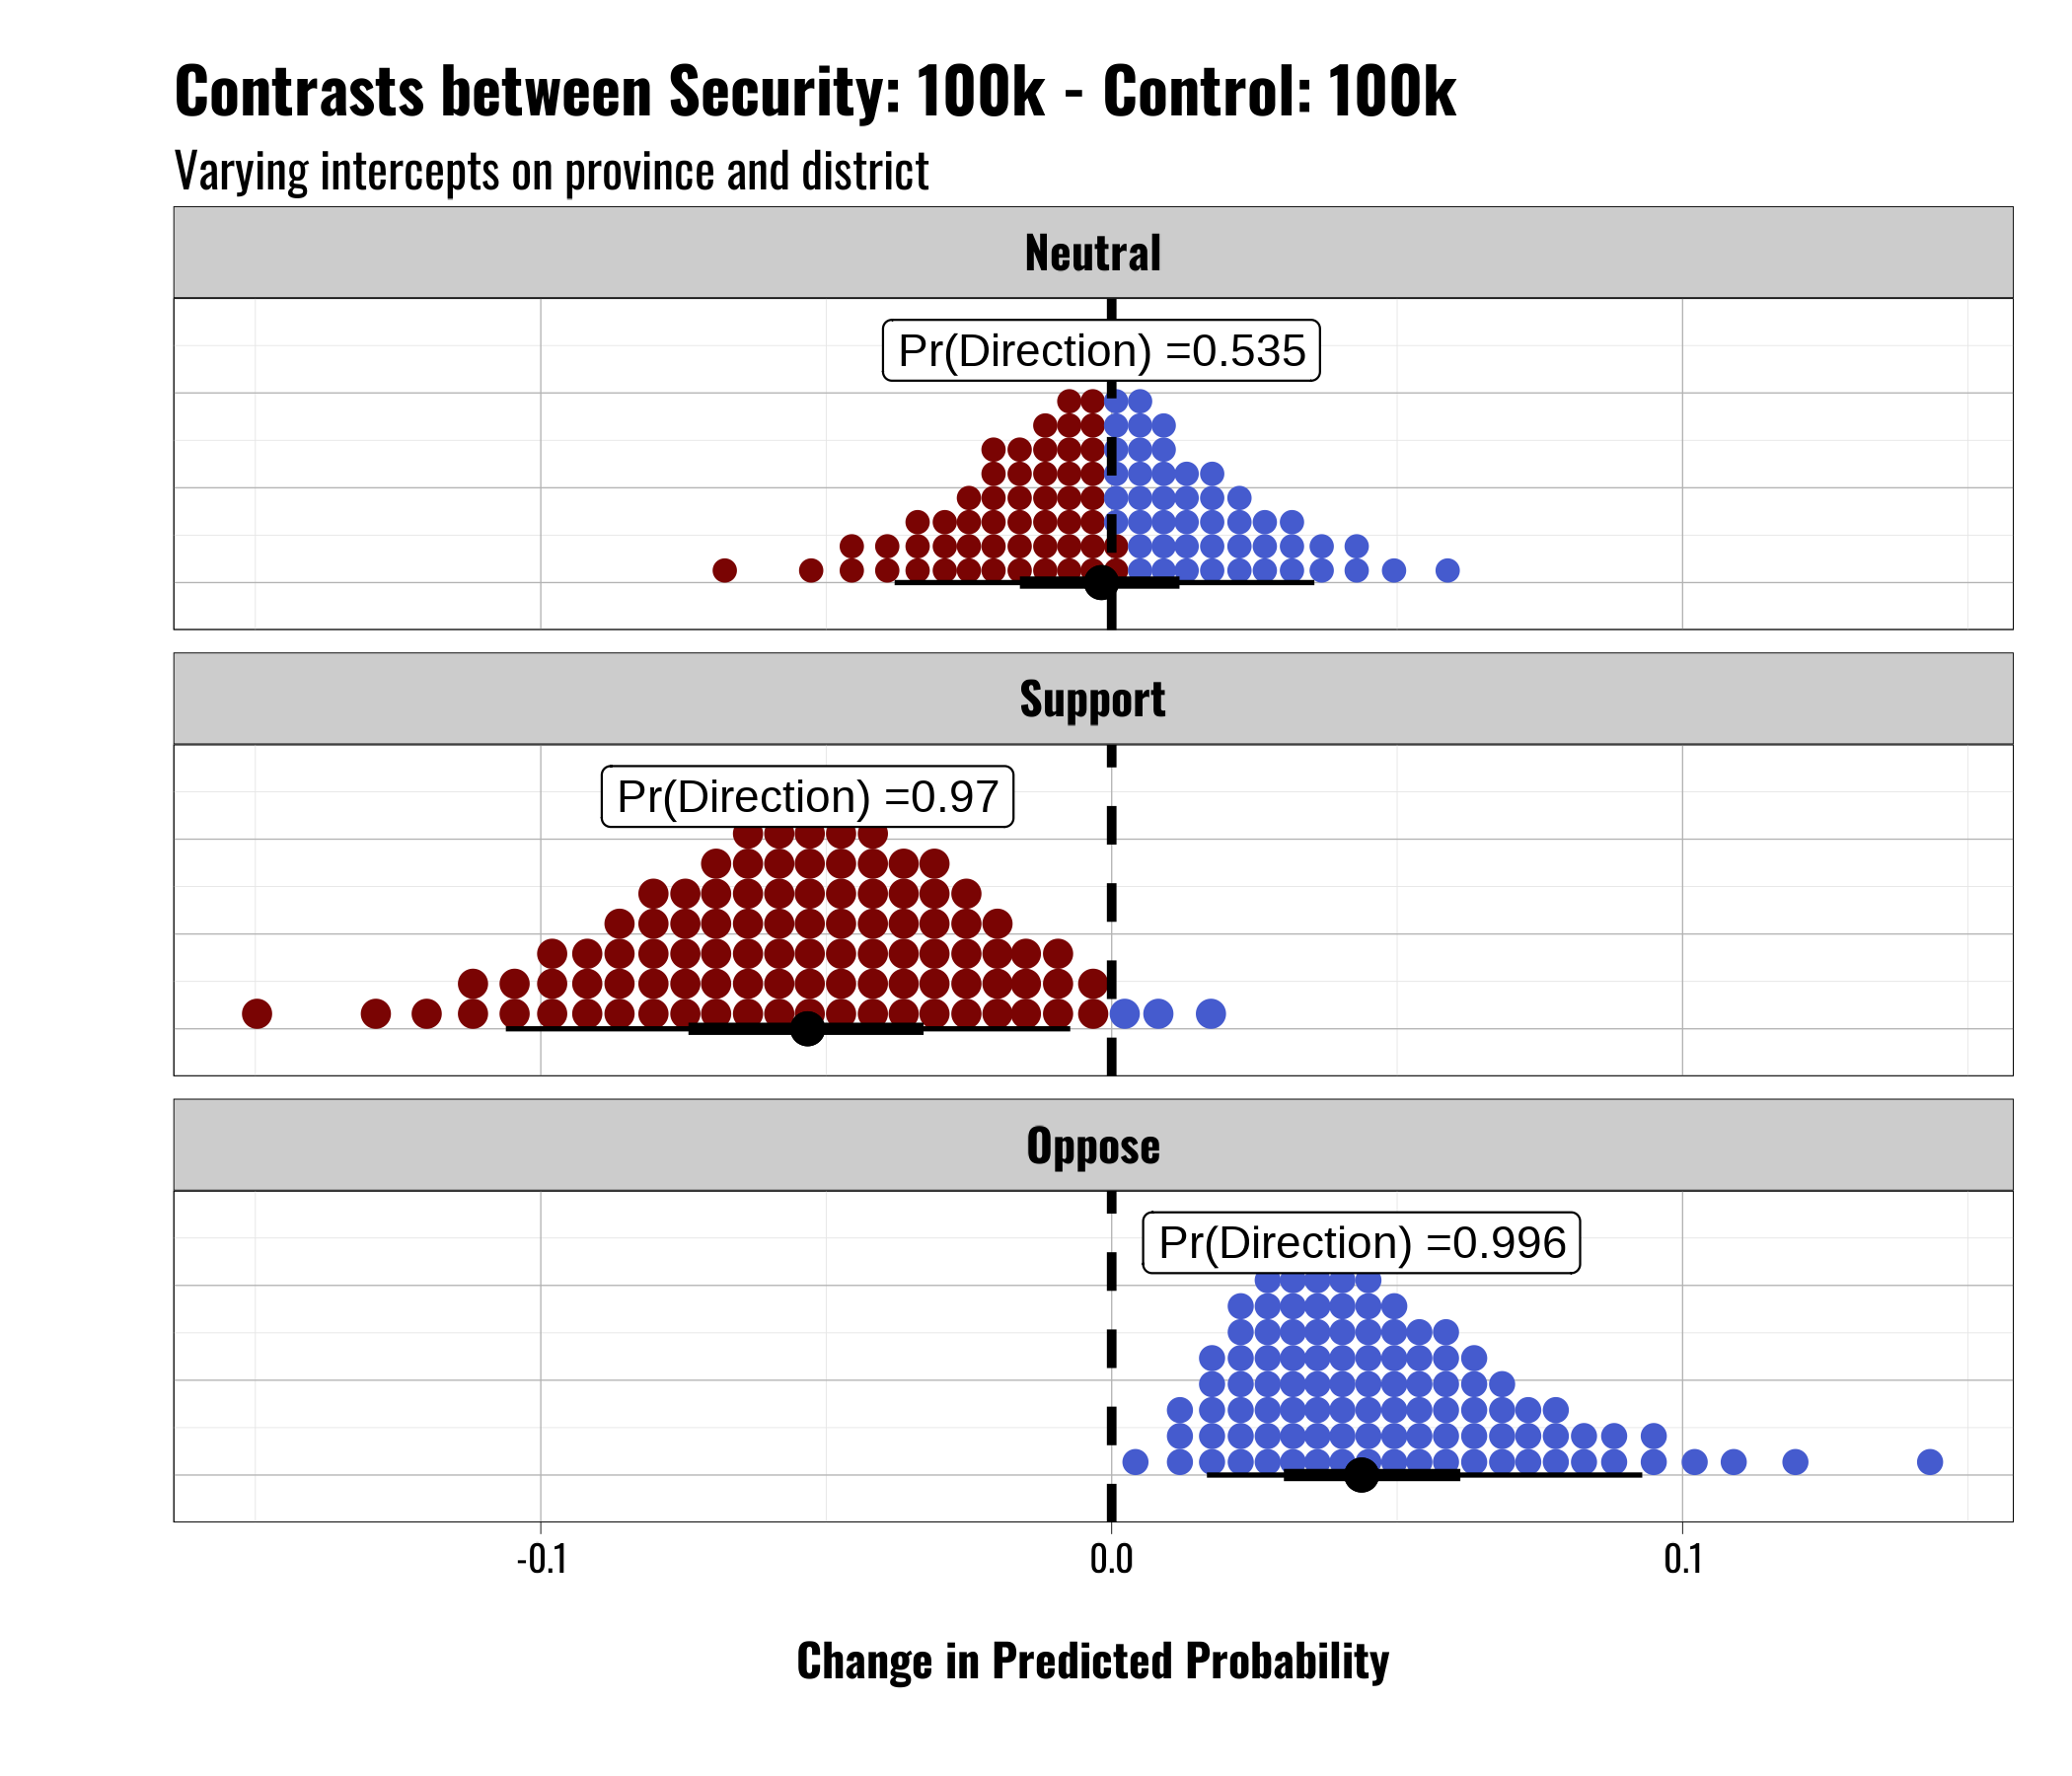 Contrasts between Security: 100k - Control: 100k
Varying intercepts on province and district
Neutral
Pr(Direction) =0.535
Support
Pr(Direction) =0.97
Oppose
Pr(Direction) =0.996
-0.1 0.0 0.1
Change in Predicted Probability